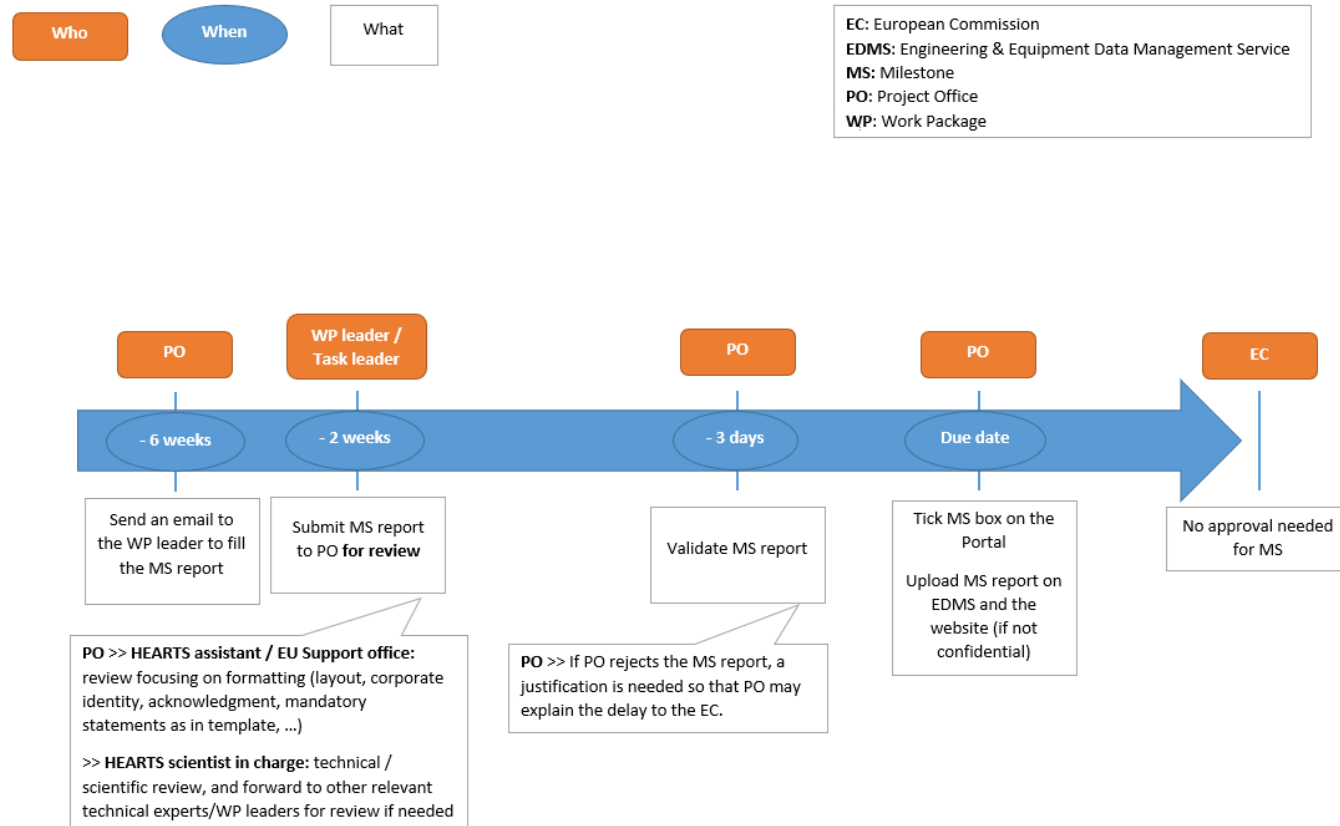 Who
When
What
EC: European Commission
EDMS: Engineering & Equipment Data Management Service
MS: Milestone
PO: Project Office
WP: Work Package
PO
WP leader /
Task leader
PO
PO
EC
- 6 weeks
- 2 weeks
- 3 days
Due date
Send an email to
the WP leader to fill
the MS report
Submit MS report
to PO for review
Validate MS report
Tick MS box on the
Portal
Upload MS report on
EDMS and the
website (if not
confidential)
No approval needed
for MS
PO >> HEARTS assistant / EU Support office:
review focusing on formatting (layout, corporate
identity, acknowledgment, mandatory
statements as in template, …)
>> HEARTS scientist in charge: technical /
scientific review, and forward to other relevant
technical experts/WP leaders for review if needed
PO >> If PO rejects the MS report, a
justification is needed so that PO may
explain the delay to the EC.